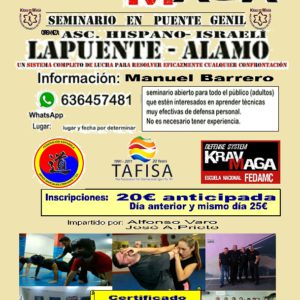 MAGA
SEMINARIO EN PUENTE GENIL
ASC. HISPANO-ISRAELÍ
LAPUENTE - ALAMO
UN SISTEMA COMPLETO DE LUCHA PARA RESOLVER EFICAZMENTE CUALQUIER CONFRONTACIÓN
Información: Manuel Barrero
636457481
WhatsApp
Lugar: lugar y fecha por determinar
seminario abierto para todo el público (adultos)
que estén interesados en aprender técnicas
muy efectivas de defensa personal.
No es necesario tener experiencia.
TAFISA
DEFENSE SYSTEM
KRAV MAGA
ESCUELA NACIONAL FEDAMC
Inscripciones: 20€ anticipada
Día anterior y mismo día 25€
Impartido por: Alfonso Varo
José A. Prieto
Certificado